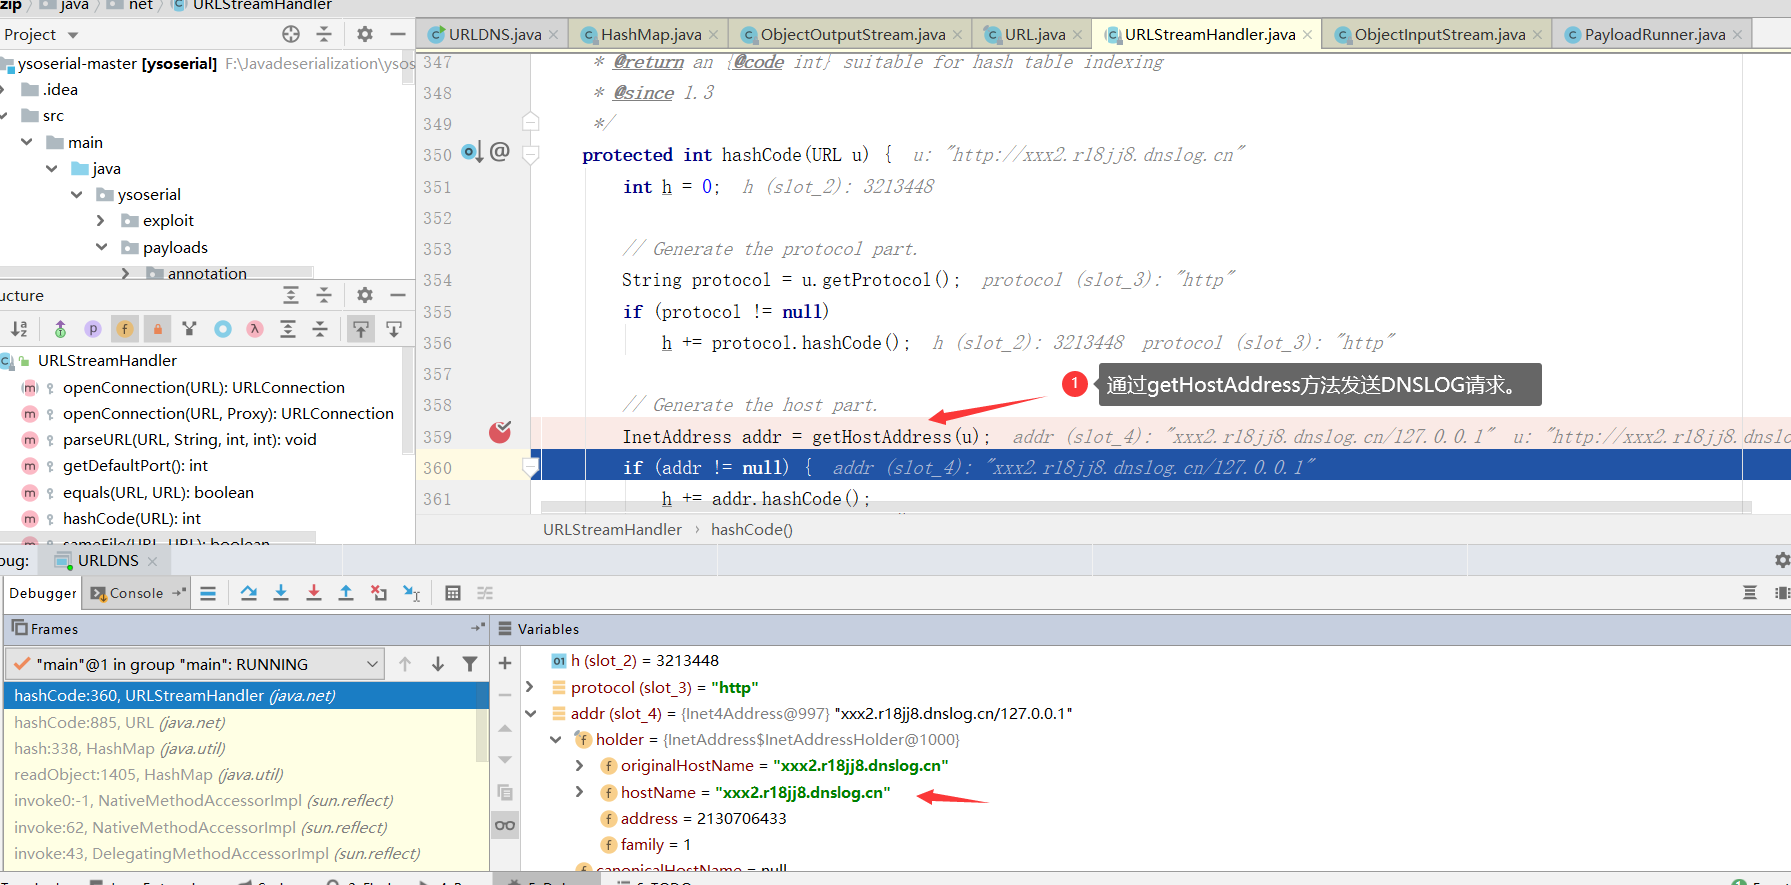 zip java net URLStreamHandler
Project
URLDNS.java HashMap.java ObjectOutputStream.java URL.java URLStreamHandler.java ObjectInputStream.java PayloadRunner.java
ysoserial-master [ysoserial] F:\Javadeserialization\ysos
.idea
src
main
java
ysoserial
exploit
payloads
annotation
347 * @return an {@code int} suitable for hash table indexing
348 * @since 1.3
349 */
350 @ protected int hashCode(URL u) { u: "http://xxx2.r18jj8.dnslog.cn"
351 int h = 0; h (slot_2): 3213448
352
353 // Generate the protocol part.
354 String protocol = u.getProtocol(); protocol (slot_3): "http"
355 if (protocol != null)
356 h += protocol.hashCode(); h (slot_2): 3213448 protocol (slot_3): "http"
357
1 通过getHostAddress方法发送DNSLOG请求。
358 // Generate the host part.
359 InetAddress addr = getHostAddress(u); addr (slot_4): "xxx2.r18jj8.dnslog.cn/127.0.0.1" u: "http://xxx2.r18jj8.dnslo
360 if (addr != null) { addr (slot_4): "xxx2.r18jj8.dnslog.cn/127.0.0.1"
361 h += addr.hashCode();
URLStreamHandler › hashCode()
ucture
URLStreamHandler
openConnection(URL): URLConnection
openConnection(URL, Proxy): URLConnection
parseURL(URL, String, int, int): void
getDefaultPort(): int
equals(URL, URL): boolean
hashCode(URL): int
sameFile(URL, URL): boolean
bug: URLDNS
Debugger Console
Frames
"main"@1 in group "main": RUNNING
hashCode:360, URLStreamHandler (java.net)
hashCode:885, URL (java.net)
hash:338, HashMap (java.util)
readObject:1405, HashMap (java.util)
invoke0:-1, NativeMethodAccessorImpl (sun.reflect)
invoke:62, NativeMethodAccessorImpl (sun.reflect)
invoke:43, DelegatingMethodAccessorImpl (sun.reflect)
Variables
h (slot_2) = 3213448
protocol (slot_3) = "http"
addr (slot_4) = {Inet4Address@997} "xxx2.r18jj8.dnslog.cn/127.0.0.1"
holder = {InetAddress$InetAddressHolder@1000}
originalHostName = "xxx2.r18jj8.dnslog.cn"
hostName = "xxx2.r18jj8.dnslog.cn"
address = 2130706433
family = 1
canonicalHostName = null